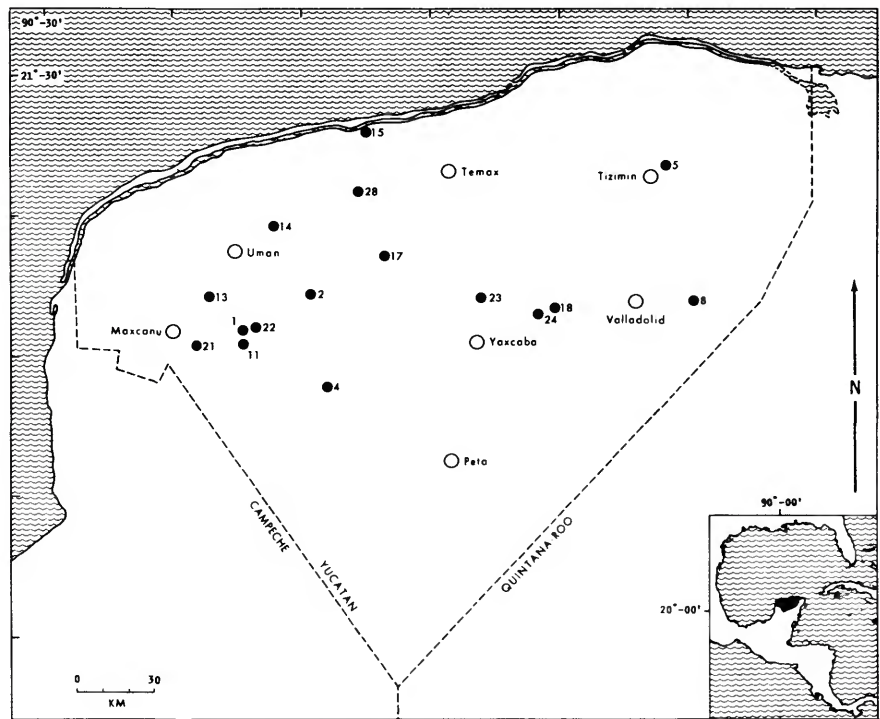 90°-30'
21°-30'
15
Temax
5
Tizimin
28
14
Uman
17
13
2
23
18
24
Valladolid
8
Maxcanu
1
22
21
11
Yaxcaba
4
N
Peto
CAMPECHE
YUCATAN
QUINTANA ROO
90°-00'
20°-00'
0
30
KM